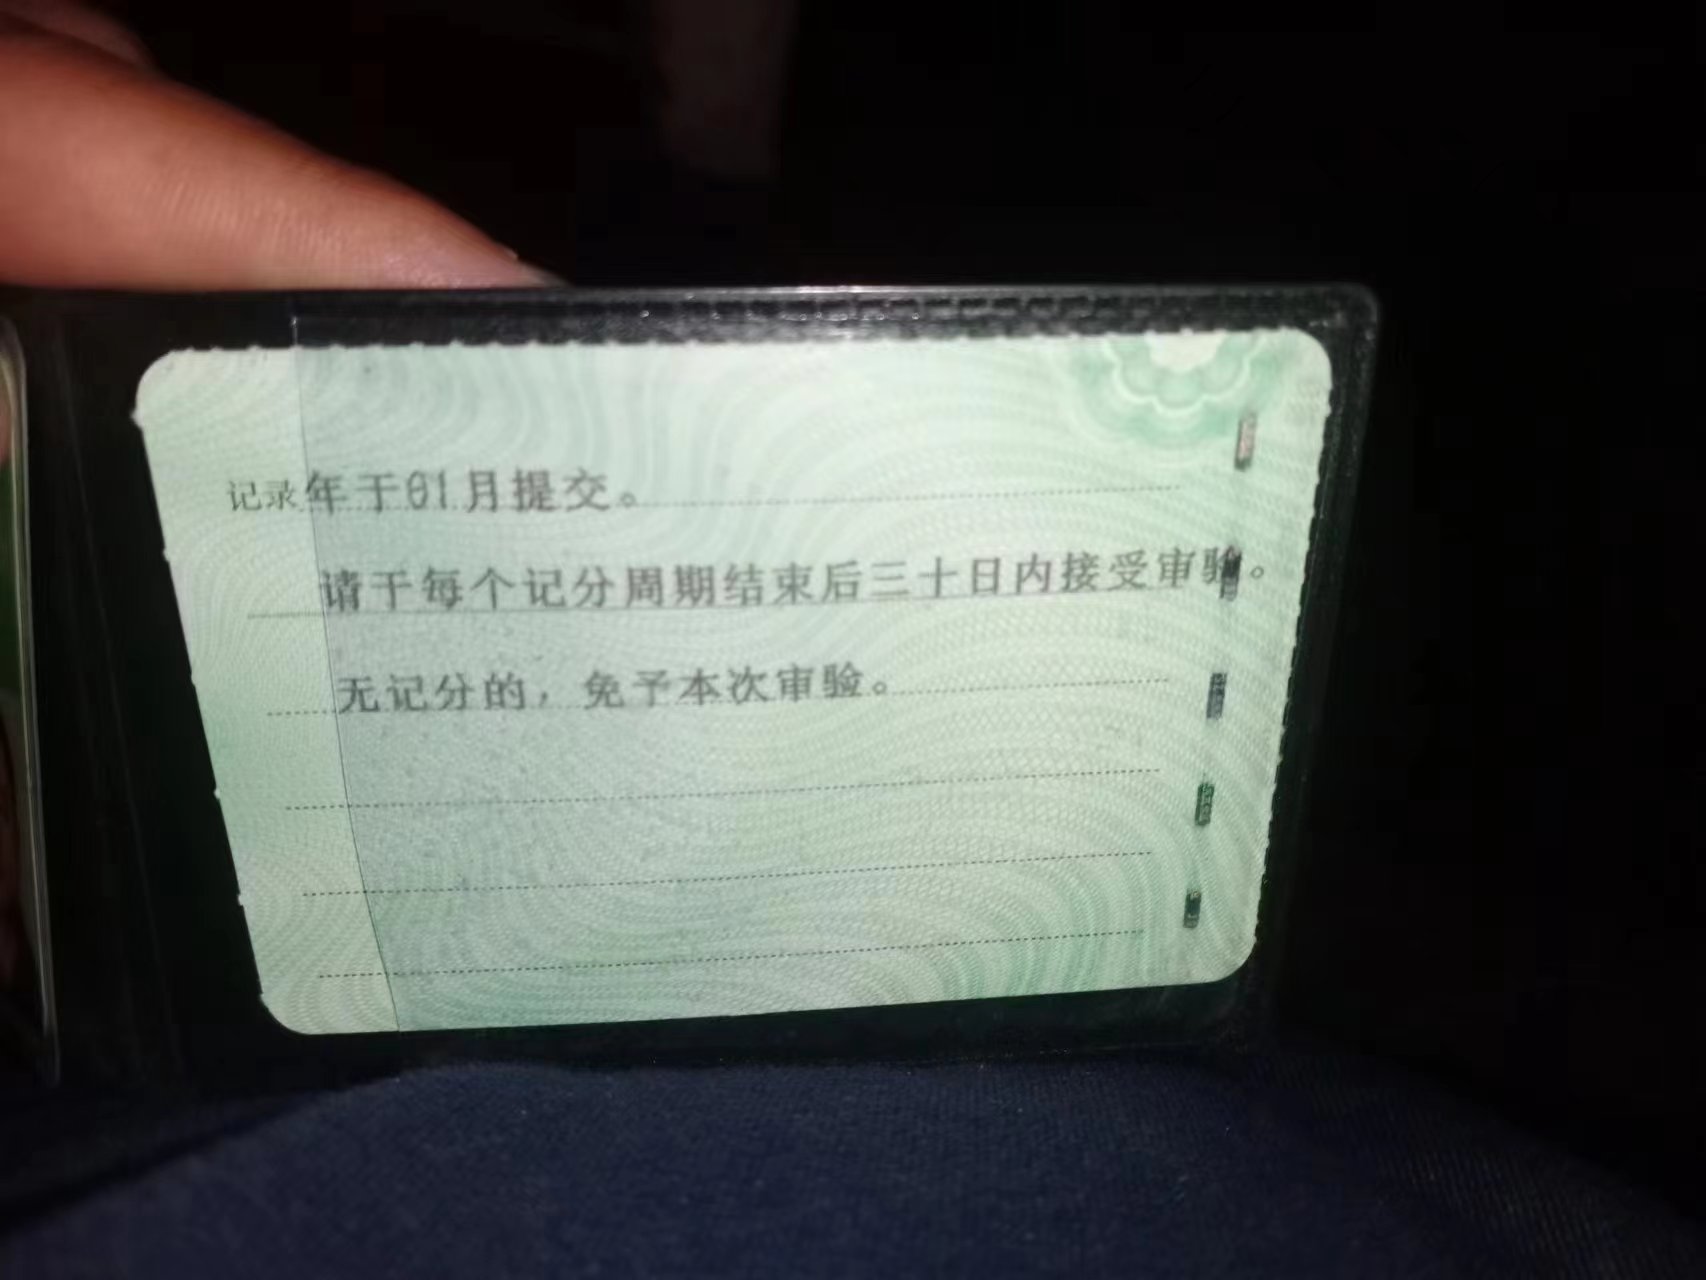 记录年于01月提交。
请于每个记分周期结束后三十日内接受审验。
无记分的，免予本次审验。